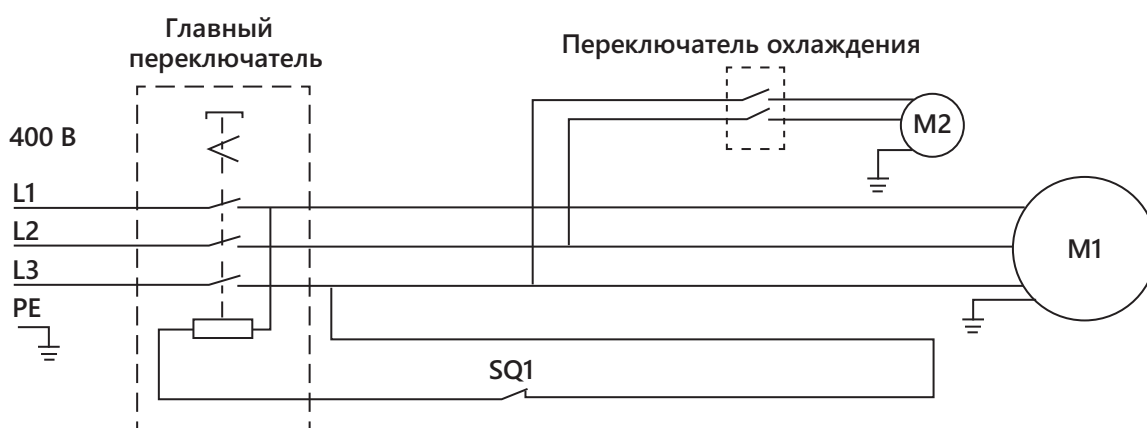 Главный
переключатель
Переключатель охлаждения
400 В
M2
L1
L2
M1
L3
PE
SQ1